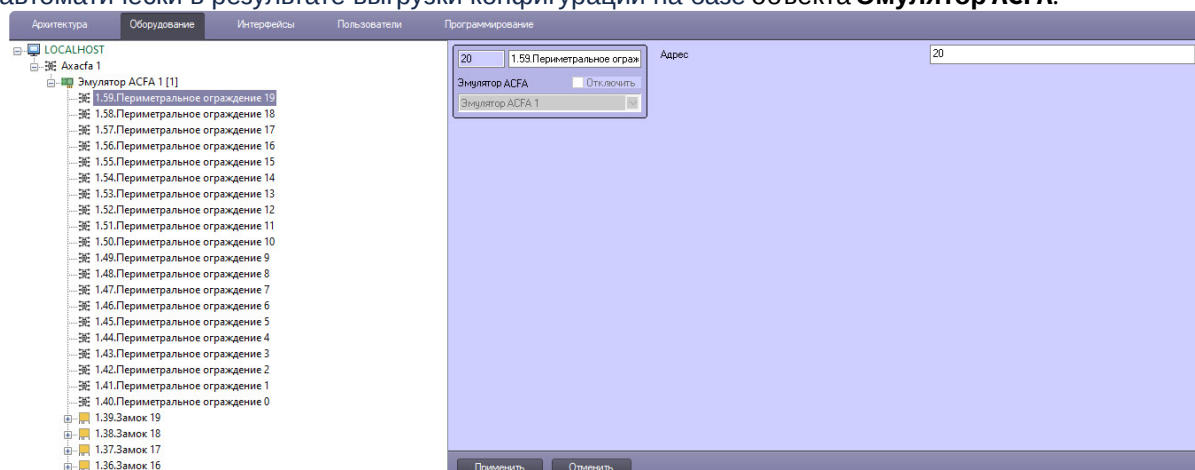 автоматически в результате выгрузки конфигурации на базе объекта Эмулятор ACFA.
Архитектура Оборудование Интерфейсы Пользователи Программирование
LOCALHOST
Axacfa 1
Эмулятор ACFA 1 [1]
1.59.Периметральное ограждение 19
1.58.Периметральное ограждение 18
1.57.Периметральное ограждение 17
1.56.Периметральное ограждение 16
1.55.Периметральное ограждение 15
1.54.Периметральное ограждение 14
1.53.Периметральное ограждение 13
1.52.Периметральное ограждение 12
1.51.Периметральное ограждение 11
1.50.Периметральное ограждение 10
1.49.Периметральное ограждение 9
1.48.Периметральное ограждение 8
1.47.Периметральное ограждение 7
1.46.Периметральное ограждение 6
1.45.Периметральное ограждение 5
1.44.Периметральное ограждение 4
1.43.Периметральное ограждение 3
1.42.Периметральное ограждение 2
1.41.Периметральное ограждение 1
1.40.Периметральное ограждение 0
1.39.Замок 19
1.38.Замок 18
1.37.Замок 17
1.36.Замок 16
20 1.59.Периметральное ограж
Эмулятор ACFA Отключить
Эмулятор ACFA 1
Адрес 20
Применить Отменить